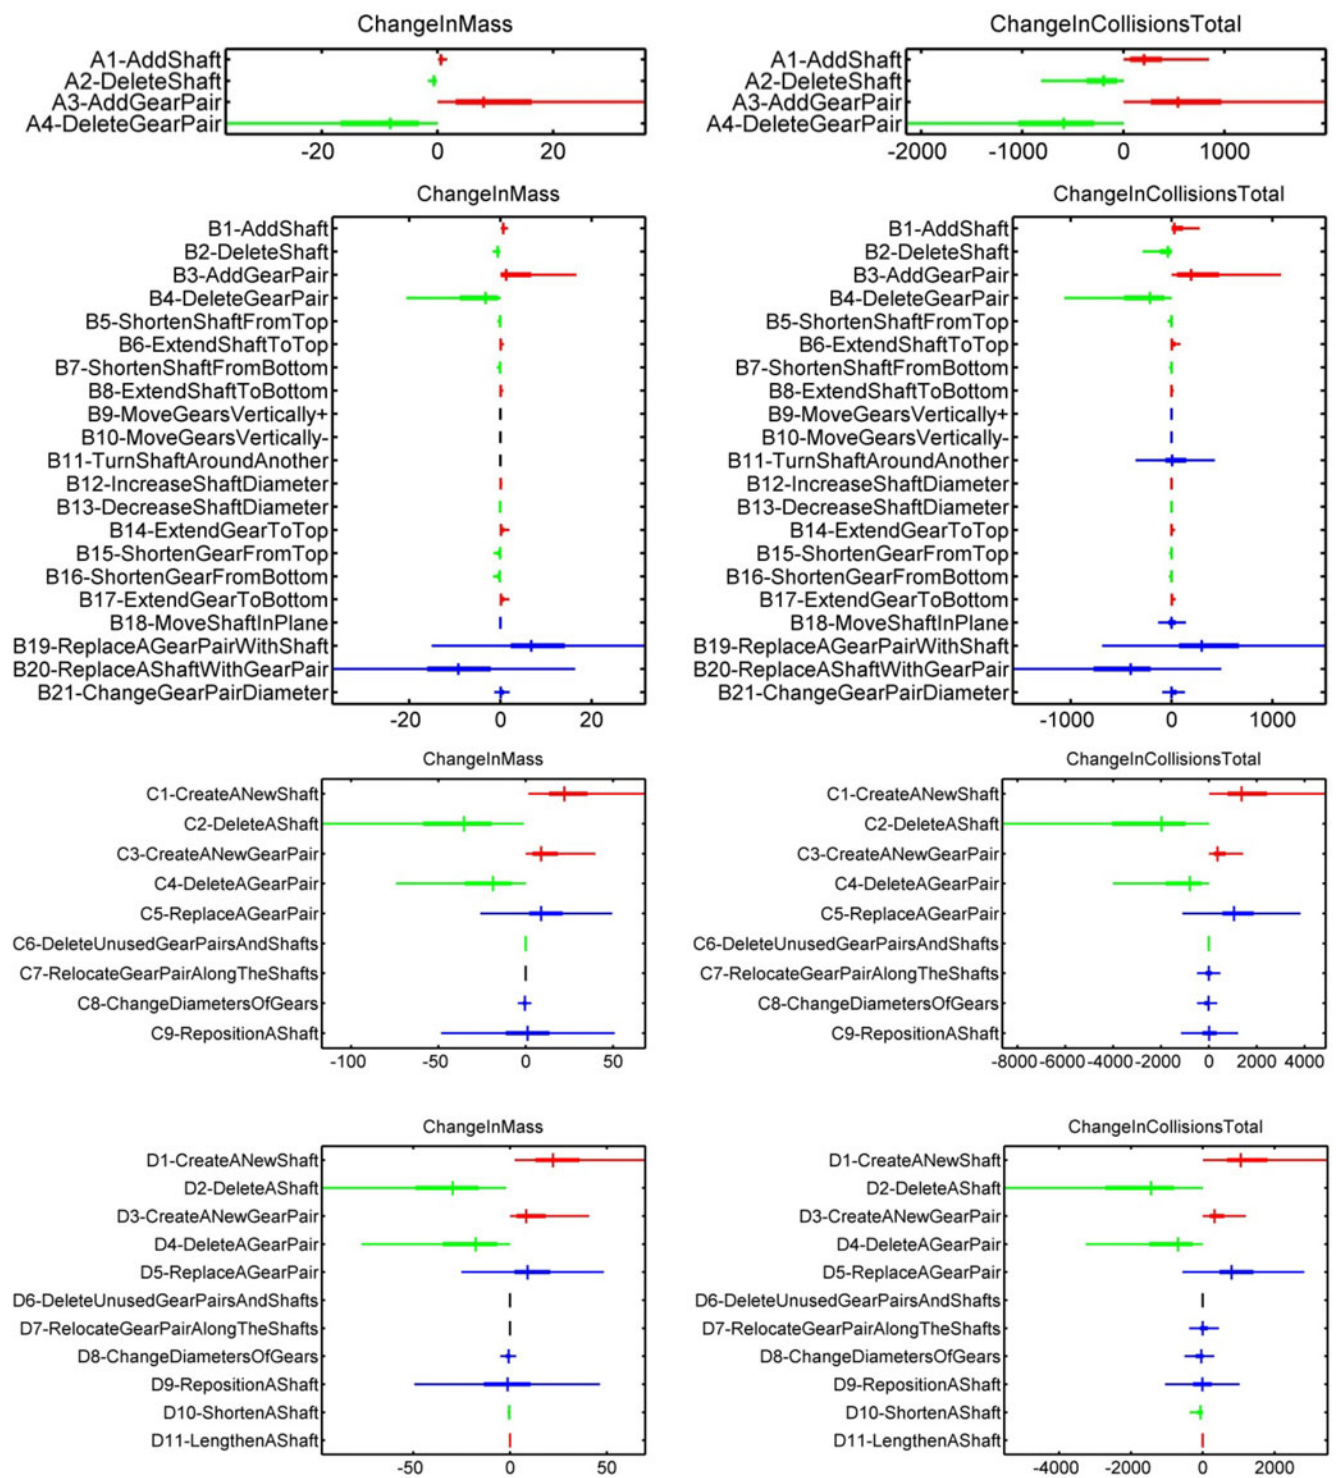 ChangeInMass
A1-AddShaft
A2-DeleteShaft
A3-AddGearPair
A4-DeleteGearPair
-20 0 20
ChangeInCollisionsTotal
A1-AddShaft
A2-DeleteShaft
A3-AddGearPair
A4-DeleteGearPair
-2000 -1000 0 1000
ChangeInMass
B1-AddShaft
B2-DeleteShaft
B3-AddGearPair
B4-DeleteGearPair
B5-ShortenShaftFromTop
B6-ExtendShaftToTop
B7-ShortenShaftFromBottom
B8-ExtendShaftToBottom
B9-MoveGearsVertically+
B10-MoveGearsVertically-
B11-TurnShaftAroundAnother
B12-IncreaseShaftDiameter
B13-DecreaseShaftDiameter
B14-ExtendGearToTop
B15-ShortenGearFromTop
B16-ShortenGearFromBottom
B17-ExtendGearToBottom
B18-MoveShaftInPlane
B19-ReplaceAGearPairWithShaft
B20-ReplaceAShaftWithGearPair
B21-ChangeGearPairDiameter
-20 0 20
ChangeInCollisionsTotal
B1-AddShaft
B2-DeleteShaft
B3-AddGearPair
B4-DeleteGearPair
B5-ShortenShaftFromTop
B6-ExtendShaftToTop
B7-ShortenShaftFromBottom
B8-ExtendShaftToBottom
B9-MoveGearsVertically+
B10-MoveGearsVertically-
B11-TurnShaftAroundAnother
B12-IncreaseShaftDiameter
B13-DecreaseShaftDiameter
B14-ExtendGearToTop
B15-ShortenGearFromTop
B16-ShortenGearFromBottom
B17-ExtendGearToBottom
B18-MoveShaftInPlane
B19-ReplaceAGearPairWithShaft
B20-ReplaceAShaftWithGearPair
B21-ChangeGearPairDiameter
-1000 0 1000
ChangeInMass
C1-CreateANewShaft
C2-DeleteAShaft
C3-CreateANewGearPair
C4-DeleteAGearPair
C5-ReplaceAGearPair
C6-DeleteUnusedGearPairsAndShafts
C7-RelocateGearPairAlongTheShafts
C8-ChangeDiametersOfGears
C9-RepositionAShaft
-100 -50 0 50
ChangeInCollisionsTotal
C1-CreateANewShaft
C2-DeleteAShaft
C3-CreateANewGearPair
C4-DeleteAGearPair
C5-ReplaceAGearPair
C6-DeleteUnusedGearPairsAndShafts
C7-RelocateGearPairAlongTheShafts
C8-ChangeDiametersOfGears
C9-RepositionAShaft
-8000 -6000 -4000 -2000 0 2000 4000
ChangeInMass
D1-CreateANewShaft
D2-DeleteAShaft
D3-CreateANewGearPair
D4-DeleteAGearPair
D5-ReplaceAGearPair
D6-DeleteUnusedGearPairsAndShafts
D7-RelocateGearPairAlongTheShafts
D8-ChangeDiametersOfGears
D9-RepositionAShaft
D10-ShortenAShaft
D11-LengthenAShaft
-50 0 50
ChangeInCollisionsTotal
D1-CreateANewShaft
D2-DeleteAShaft
D3-CreateANewGearPair
D4-DeleteAGearPair
D5-ReplaceAGearPair
D6-DeleteUnusedGearPairsAndShafts
D7-RelocateGearPairAlongTheShafts
D8-ChangeDiametersOfGears
D9-RepositionAShaft
D10-ShortenAShaft
D11-LengthenAShaft
-4000 -2000 0 2000